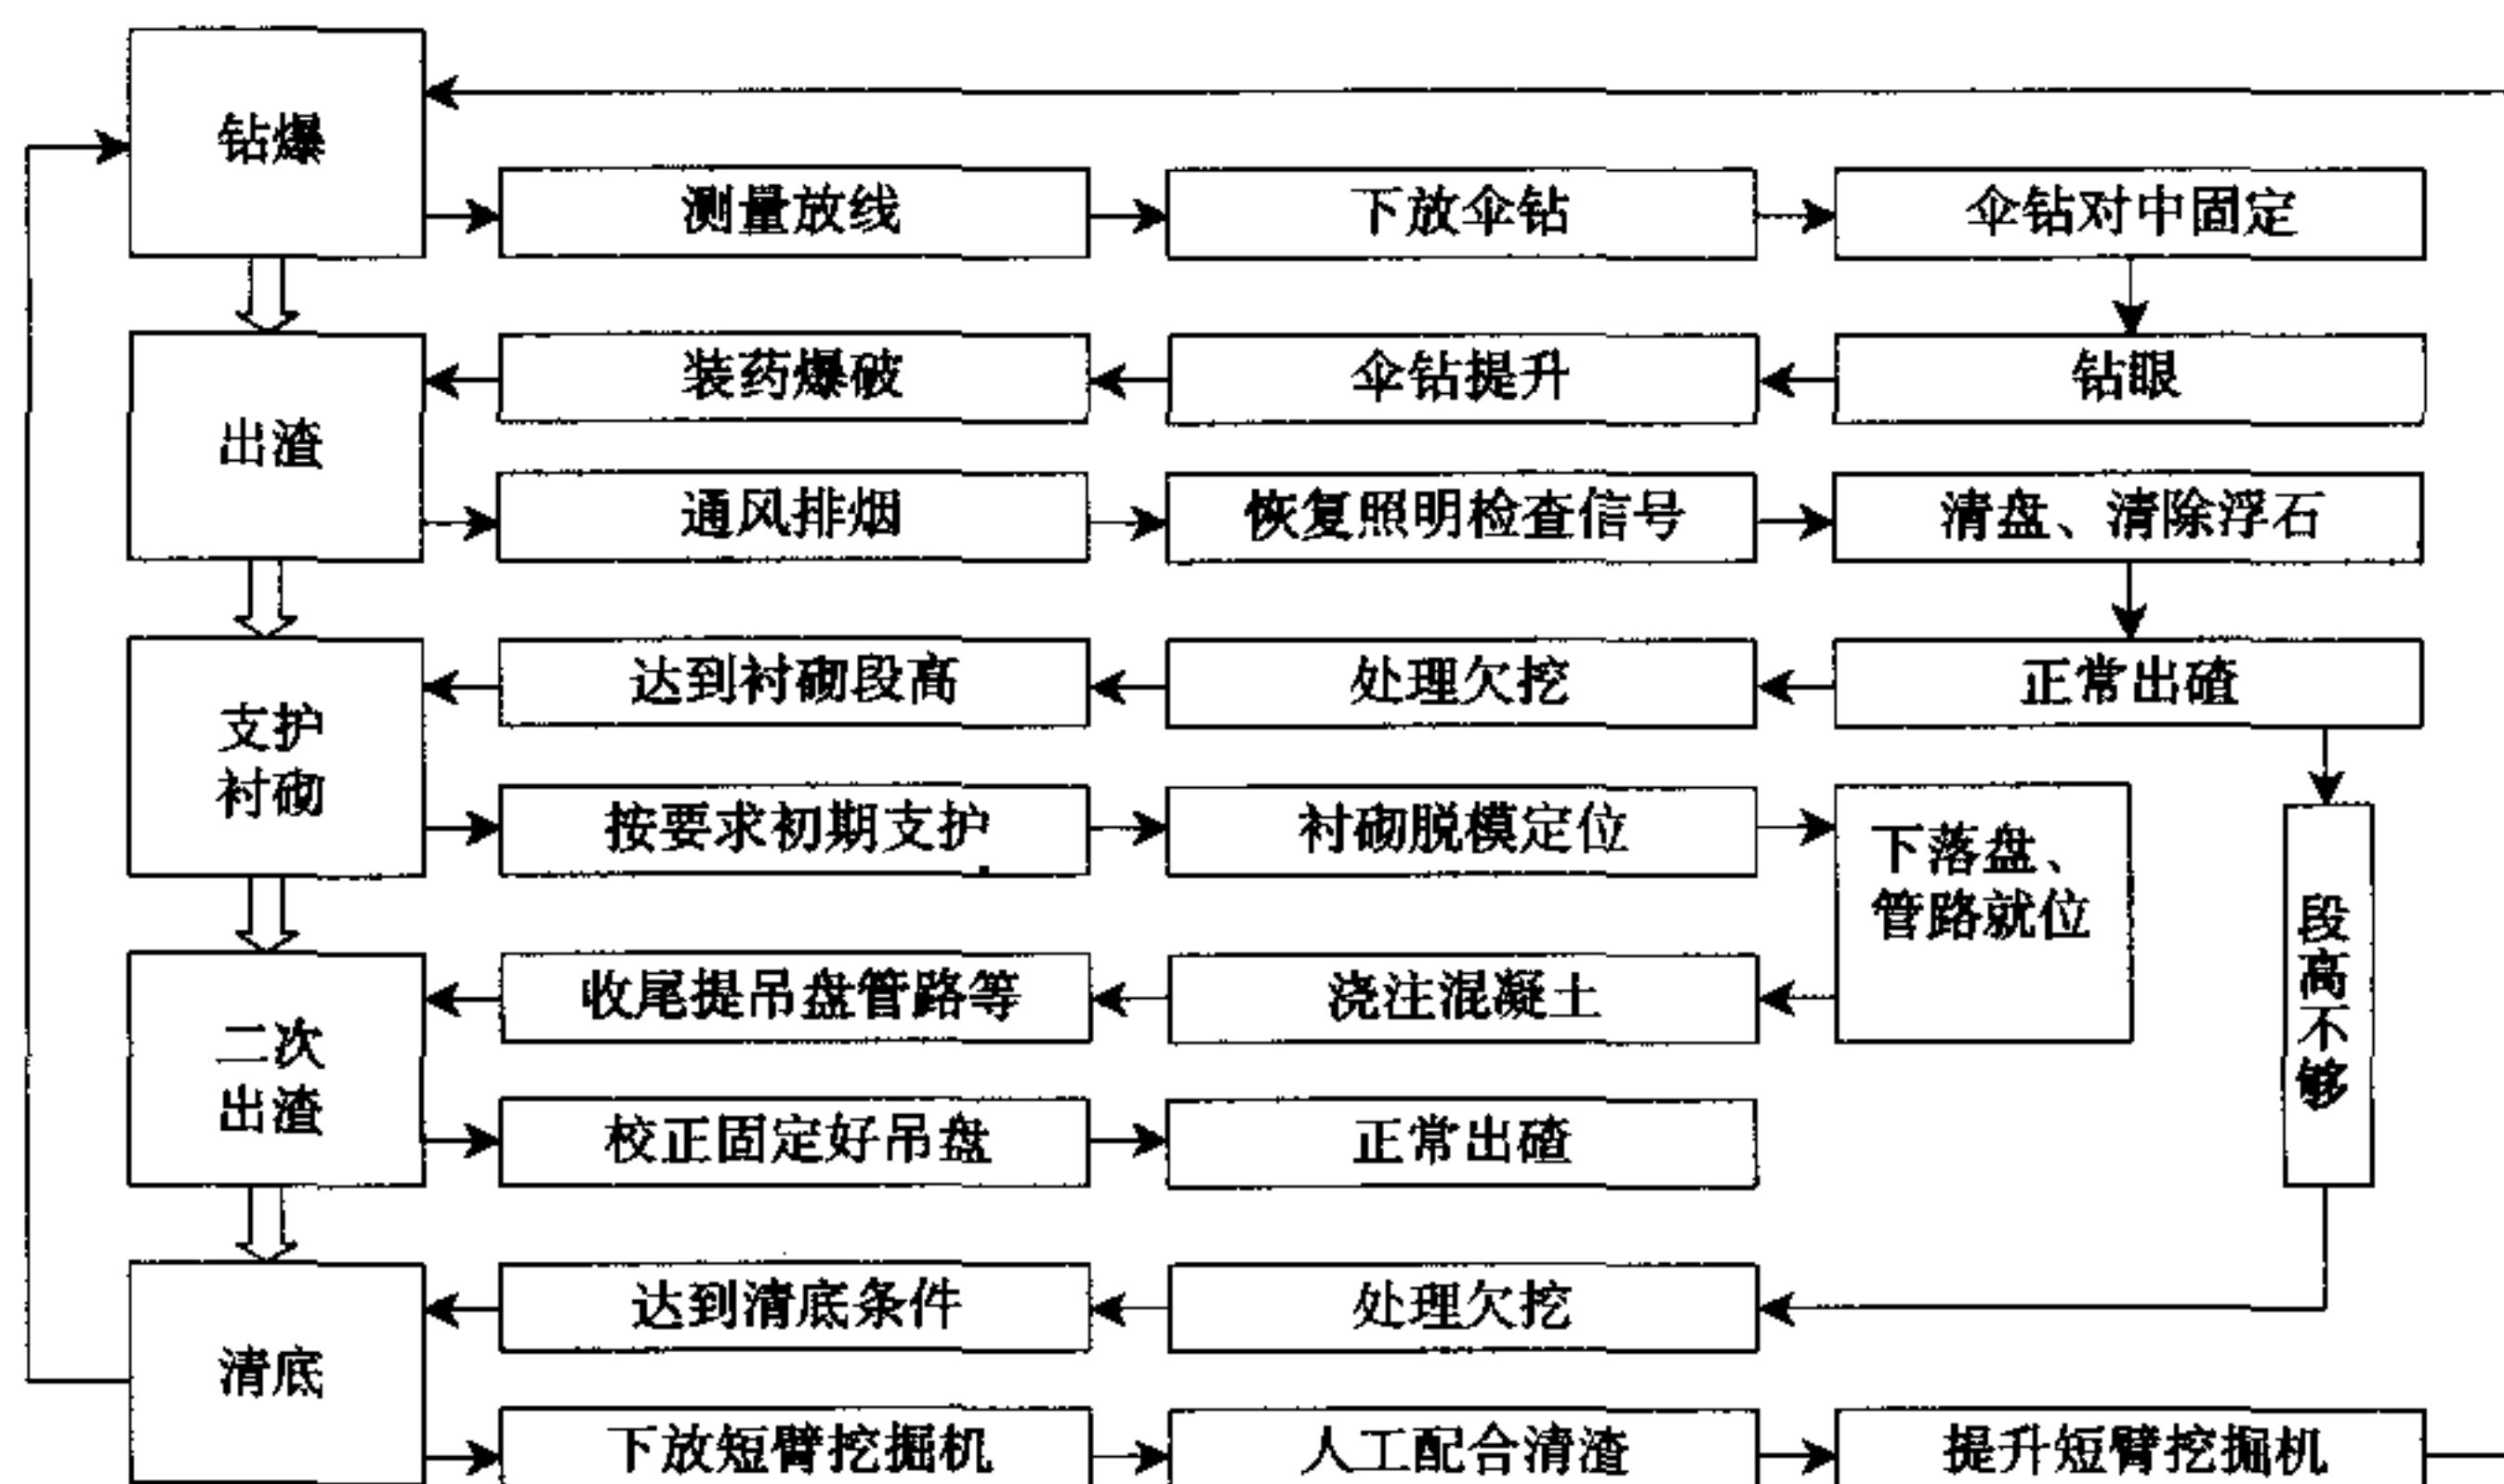 钻爆
测量放线
下放伞钻
伞钻对中固定
装药爆破
伞钻提升
钻眼
出渣
通风排烟
恢复照明检查信号
清盘、清除浮石
达到衬砌段高
处理欠挖
正常出碴
支护
衬砌
按要求初期支护
衬砌脱模定位
下落盘、
管路就位
段高不够
收尾提吊盘管路等
浇注混凝土
二次
出渣
校正固定好吊盘
正常出碴
达到清底条件
处理欠挖
清底
下放短臂挖掘机
人工配合清渣
提升短臂挖掘机